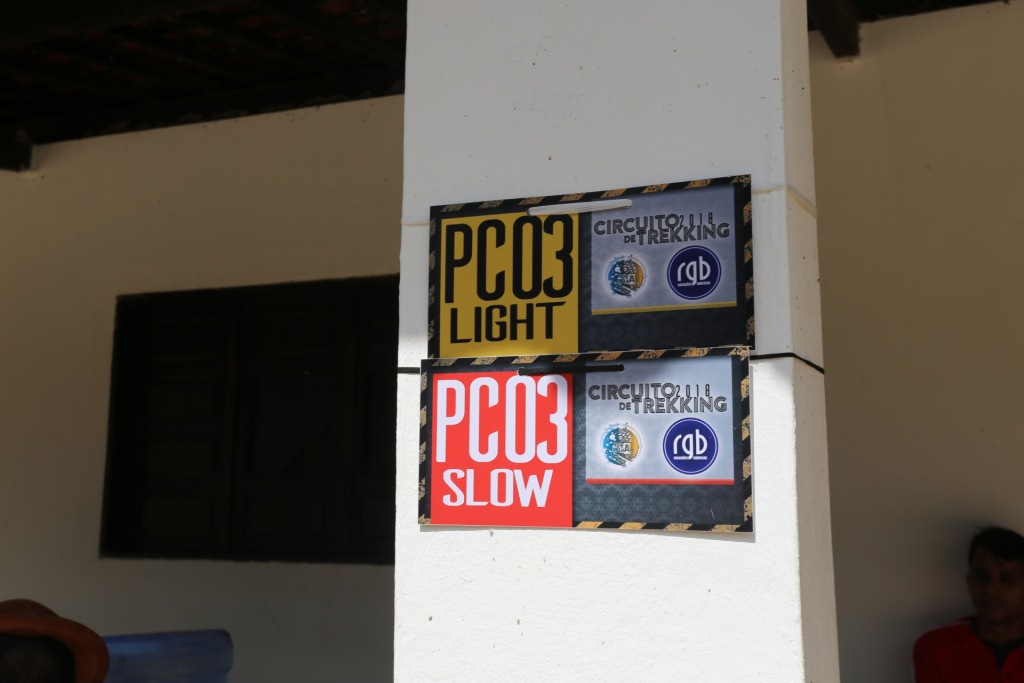 PC03
LIGHT
CIRCUITO 2018
DE TREKKING
rgb
PC03
SLOW
CIRCUITO 2018
DE TREKKING
rgb